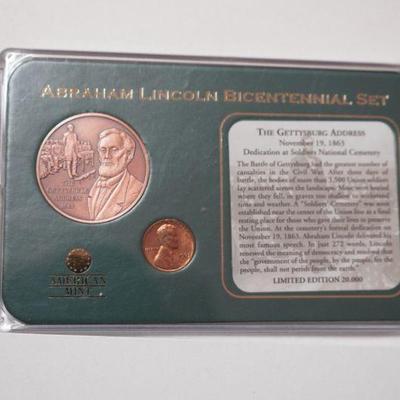 ABRAHAM LINCOLN BICENTENNIAL SET
THE GETTYSBURG ADDRESS
November 19, 1863
Dedication at Soldiers National Cemetery
The Battle of Gettysburg had the greatest number of
casualties in the Civil War. After three days of
battle, the bodies of more than 7,500 Union soldiers
lay scattered across the landscape. Most were buried
where they fell, in graves too shallow to withstand
time and weather. A "Soldiers Cemetery" was soon
established near the center of the Union line as a final
resting place for those who gave their lives to preserve
the Union. At the cemetery's formal dedication on
November 19, 1863, Abraham Lincoln delivered his
most famous speech. In just 272 words, Lincoln
renewed the meaning of democracy and resolved that
the "government of the people, by the people, for the
people, shall not perish from the earth."
LIMITED EDITION 20.000
THE
GETTYSBURG
ADDRESS
1863
AMERICAN
MINT